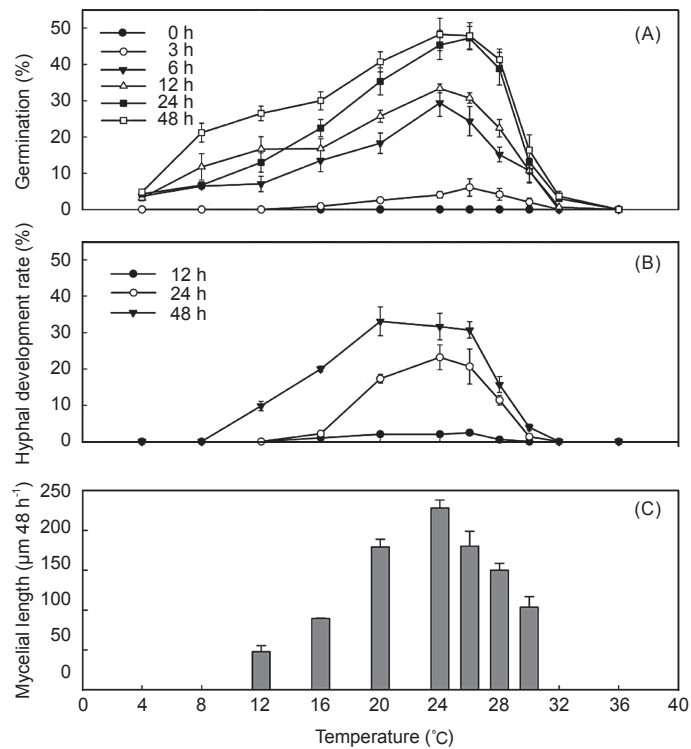 Germination (%)
50
40
30
20
10
0
0 h
3 h
6 h
12 h
24 h
48 h
(A)
Hyphal development rate (%)
50
40
30
20
10
0
12 h
24 h
48 h
(B)
Mycelial length (µm 48 h⁻¹)
250
200
150
100
50
0
(C)
0 4 8 12 16 20 24 28 32 36 40
Temperature (℃)